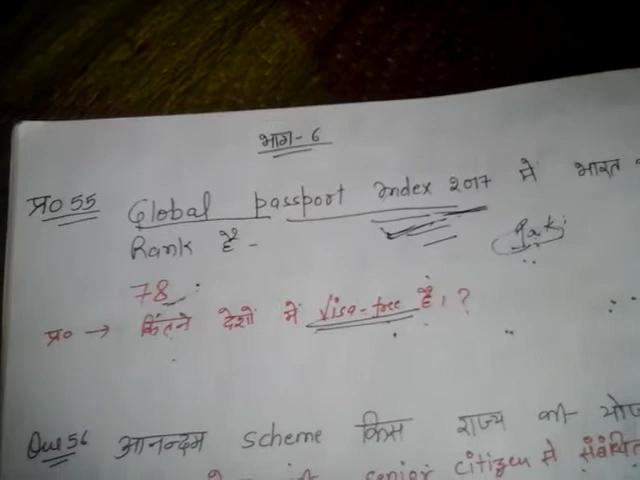 भाग-6
प्र० 55 Global passport Index 2017 में भारत
Rank है -
78
प्र० → कितने देशों में Visa-free है। ?
Que 56 आनन्दम scheme किस राज्य की
senior citizen से संबंधित